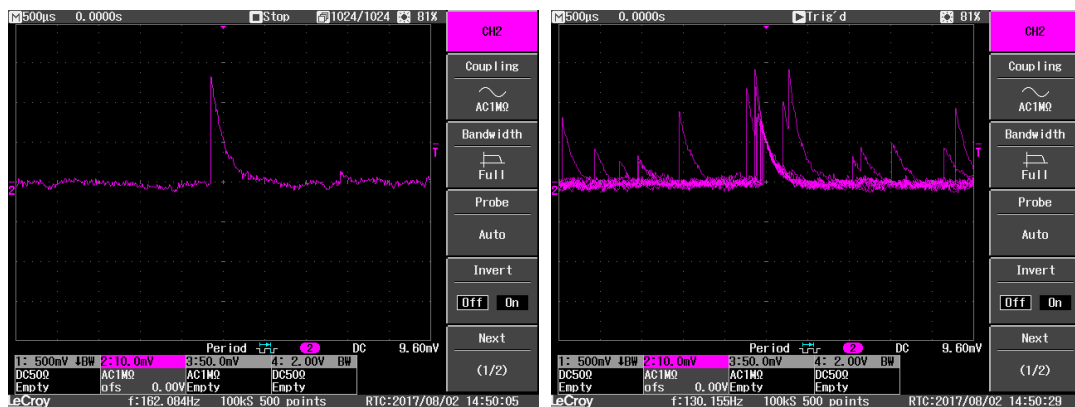 M 500µs 0.0000s Stop 1024/1024 81%
CH2
Coupling
AC1MΩ
Bandwidth
Full
T
2
Probe
Auto
Invert
Off On
Period 2 DC 9.60mV
Next
(1/2)
1: 500mV ↓BW 2:10.0mV 3:50.0mV 4: 2.00V BW
DC50Ω AC1MΩ DC50Ω DC50Ω
Empty ofs 0.00V Empty Empty
LeCroy f:162.084Hz 100kS 500 points RTC:2017/08/02 14:50:05
M 500µs 0.0000s Trig'd 81%
CH2
Coupling
AC1MΩ
Bandwidth
Full
T
2
Probe
Auto
Invert
Off On
Period 2 DC 9.60mV
Next
(1/2)
1: 500mV ↓BW 2:10.0mV 3:50.0mV 4: 2.00V BW
DC50Ω AC1MΩ DC50Ω DC50Ω
Empty ofs 0.00V Empty Empty
LeCroy f:130.155Hz 100kS 500 points RTC:2017/08/02 14:50:29